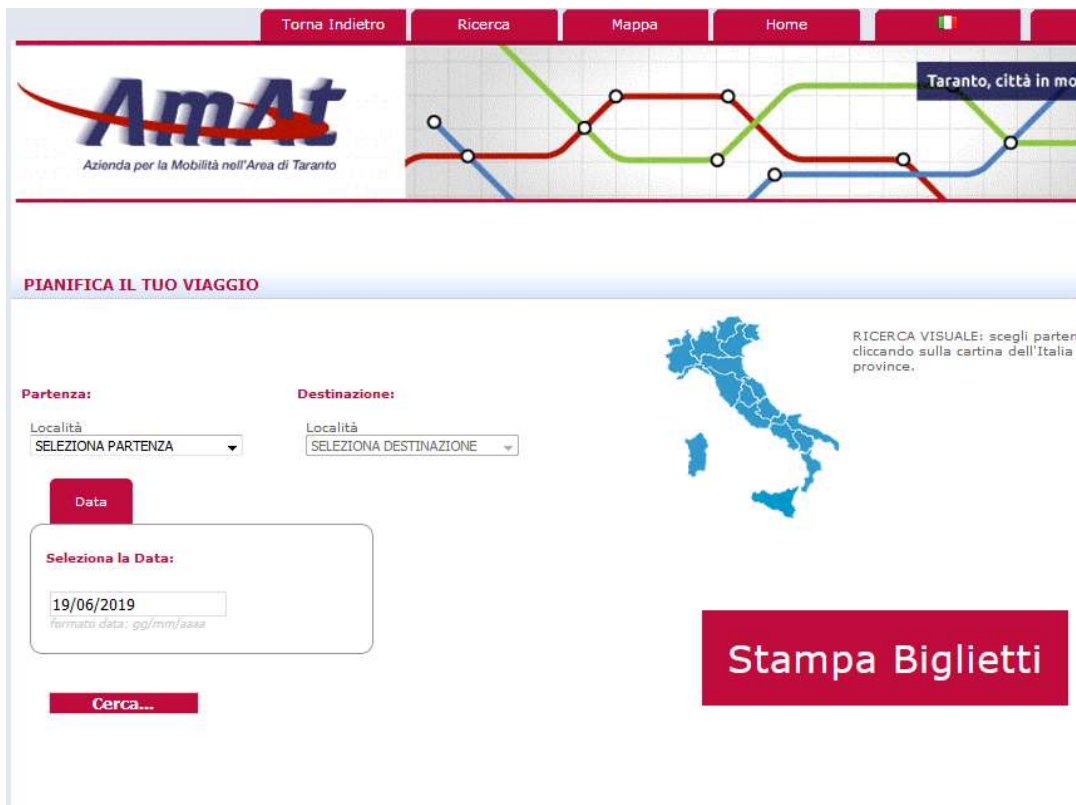 Torna Indietro
Ricerca
Mappa
Home
AmAt
Azienda per la Mobilità nell'Area di Taranto
Taranto, città in mo
PIANIFICA IL TUO VIAGGIO
RICERCA VISUALE: scegli parten
cliccando sulla cartina dell'Italia
province.
Partenza:
Destinazione:
Località
Località
SELEZIONA PARTENZA
SELEZIONA DESTINAZIONE
Data
Seleziona la Data:
19/06/2019
formato data: gg/mm/aaaa
Stampa Biglietti
Cerca...